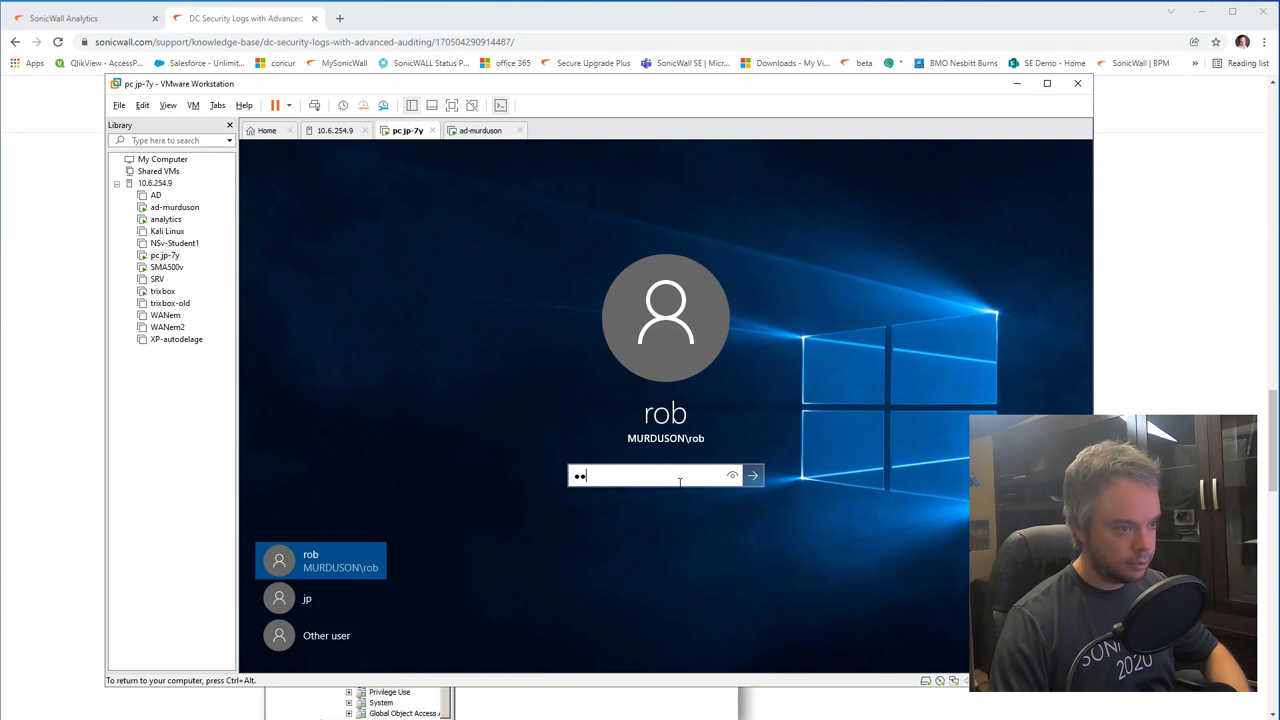 SonicWall Analytics
DC Security Logs with Advanced
sonicwall.com/support/knowledge-base/dc-security-logs-with-advanced-auditing/170504290914487/
Apps
QlikView - AccessP...
Salesforce - Unlimit...
concur
MySonicWall
SonicWALL Status P...
office 365
Secure Upgrade Plus
SonicWall SE | Micr...
Downloads - My Vi...
beta
BMO Nesbitt Burns
SE Demo - Home
SonicWall | BPM
»
Reading list
pc jp-7y - VMware Workstation
File Edit View VM Tabs Help
Library
Type here to search
Home
10.6.254.9
pc jp-7y
ad-murduson
My Computer
Shared VMs
10.6.254.9
AD
ad-murduson
analytics
Kali Linux
NSv-Student1
pc jp-7y
SMA500v
SRV
trixbox
trixbox-old
WANem
WANem2
XP-autodelage
rob
MURDUSON\rob
rob
MURDUSON\rob
jp
Other user
To return to your computer, press Ctrl+Alt.
Privilege Use
System
Global Object Access
SONIC
2020